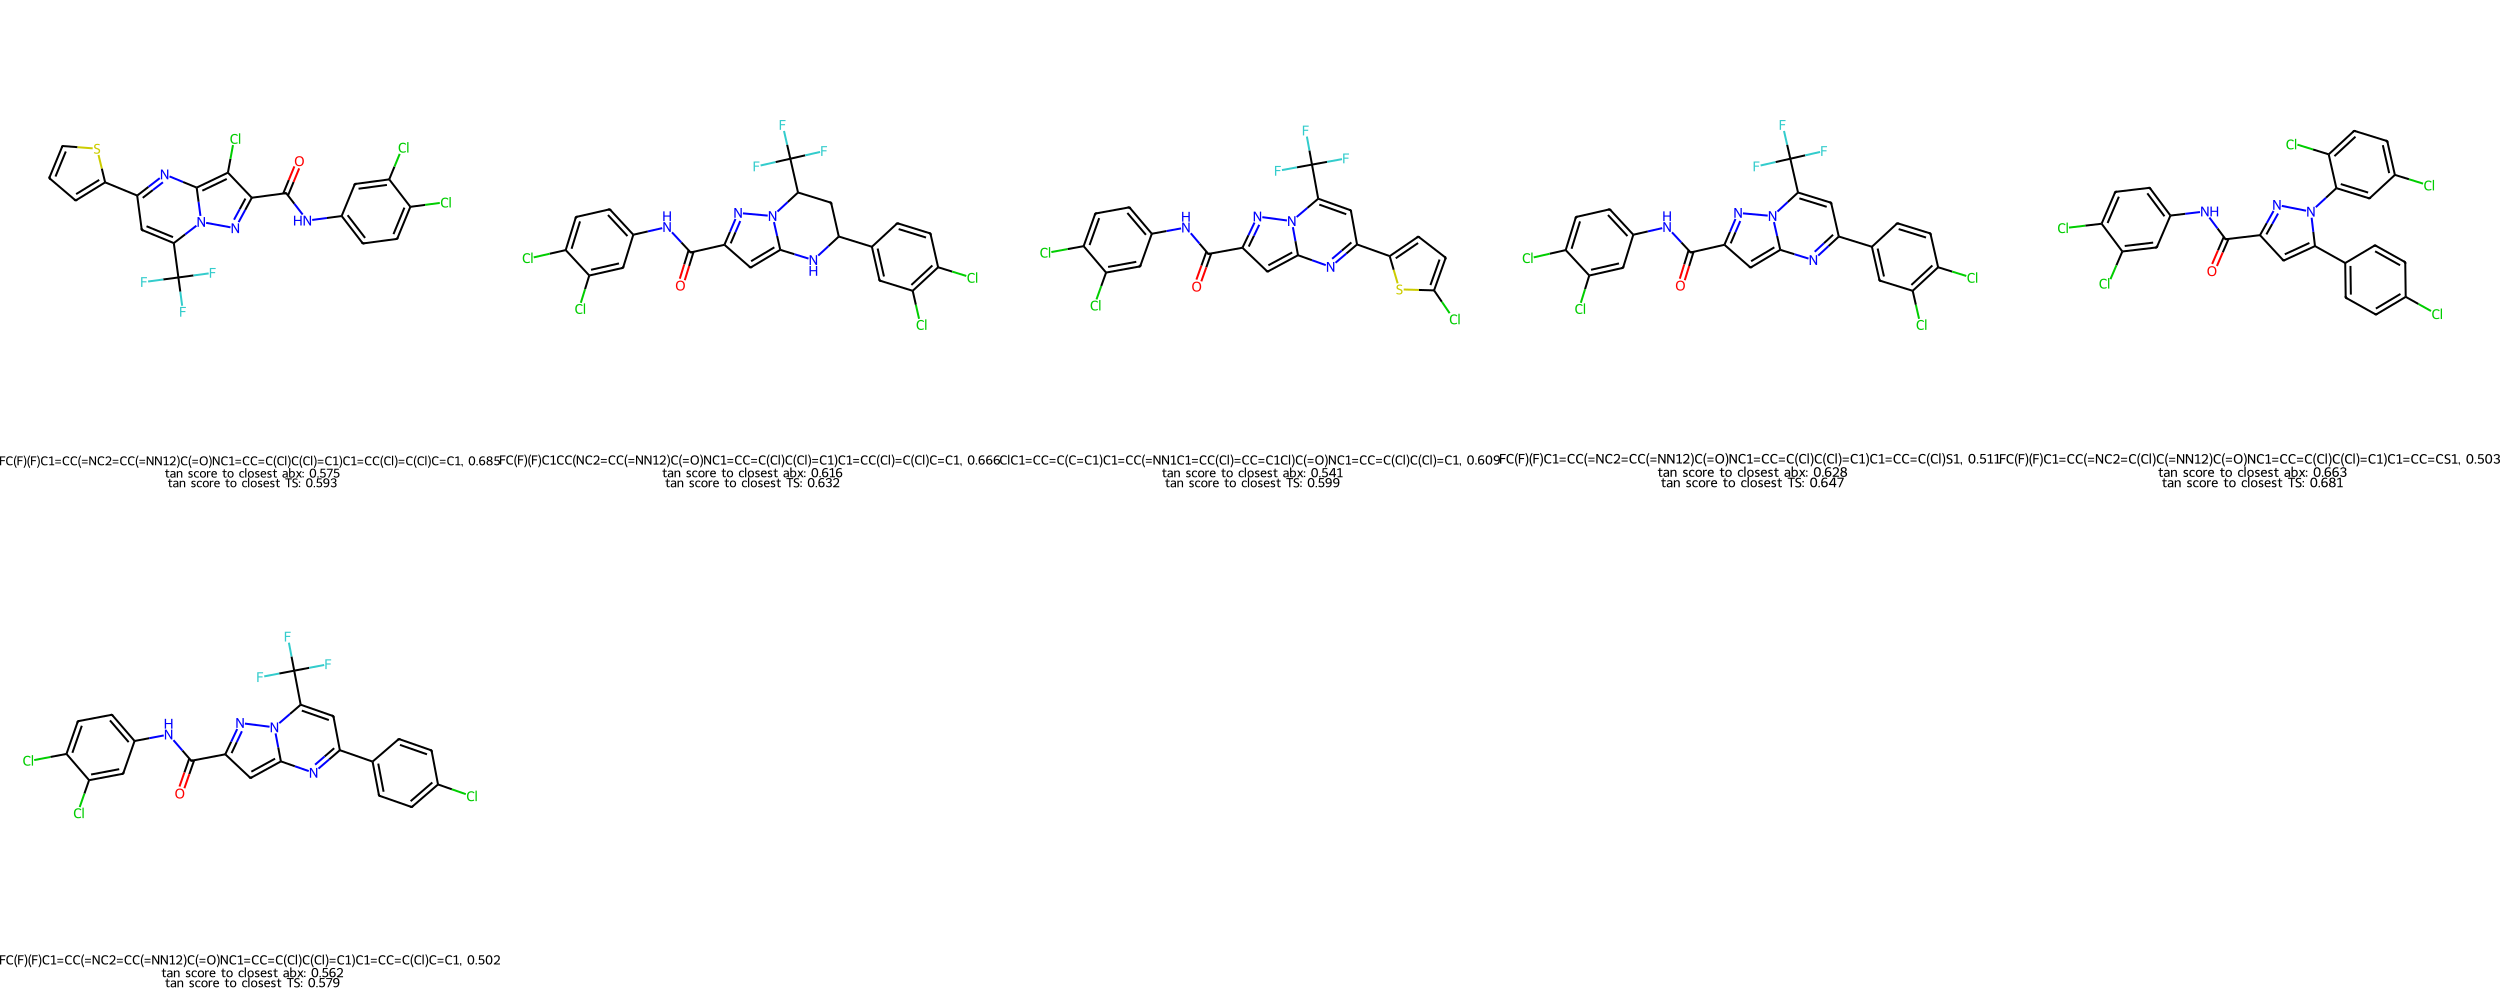 F
F
F
Cl
Cl
F
F
F
Cl
S
N
Cl
O
Cl
N
N
HN
F
F
F
H
N
N
N
O
N
H
Cl
Cl
Cl
Cl
H
N
N
N
O
N
S
Cl
Cl
Cl
H
N
N
N
O
N
Cl
Cl
Cl
Cl
NH
N
N
O
Cl
Cl
Cl
Cl
FC(F)(F)C1=CC(=NC2=CC(=NN12)C(=O)NC1=CC=C(Cl)C(Cl)=C1)C1=CC(Cl)=C(Cl)C=C1, 0.685
tan score to closest abx: 0.575
tan score to closest TS: 0.593
FC(F)(F)C1CC(NC2=CC(=NN12)C(=O)NC1=CC=C(Cl)C(Cl)=C1)C1=CC(Cl)=C(Cl)C=C1, 0.666
tan score to closest abx: 0.616
tan score to closest TS: 0.632
ClC1=CC=C(C=C1)C1=CC(=NN1C1=CC(Cl)=CC=C1Cl)C(=O)NC1=CC=C(Cl)C(Cl)=C1, 0.609
tan score to closest abx: 0.541
tan score to closest TS: 0.599
FC(F)(F)C1=CC(=NC2=CC(=NN12)C(=O)NC1=CC=C(Cl)C(Cl)=C1)C1=CC=C(Cl)S1, 0.511
tan score to closest abx: 0.628
tan score to closest TS: 0.647
FC(F)(F)C1=CC(=NC2=C(Cl)C(=NN12)C(=O)NC1=CC=C(Cl)C(Cl)=C1)C1=CC=CS1, 0.503
tan score to closest abx: 0.663
tan score to closest TS: 0.681
F
F
F
H
N
N
N
O
N
Cl
Cl
Cl
FC(F)(F)C1=CC(=NC2=CC(=NN12)C(=O)NC1=CC=C(Cl)C(Cl)=C1)C1=CC=C(Cl)C=C1, 0.502
tan score to closest abx: 0.562
tan score to closest TS: 0.579